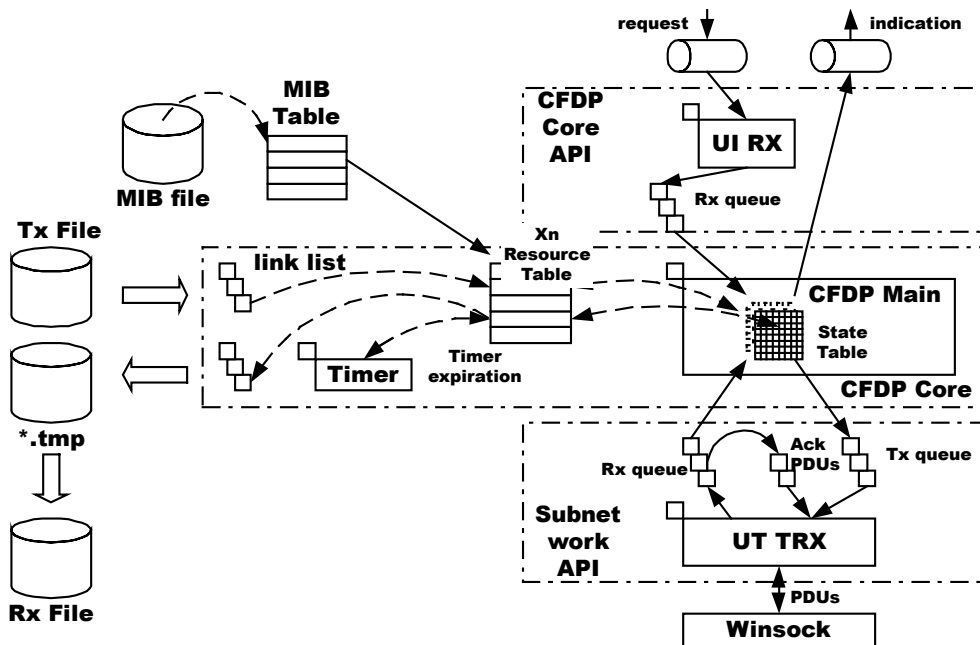 request
indication
MIB
Table
CFDP
Core
API
UI RX
MIB file
Rx queue
Tx File
Xn
Resource
Table
link list
CFDP Main
State
Table
Timer
Timer
expiration
CFDP Core
*.tmp
Rx queue
Ack
PDUs
Tx queue
Subnet
work
API
UT TRX
Rx File
PDUs
Winsock